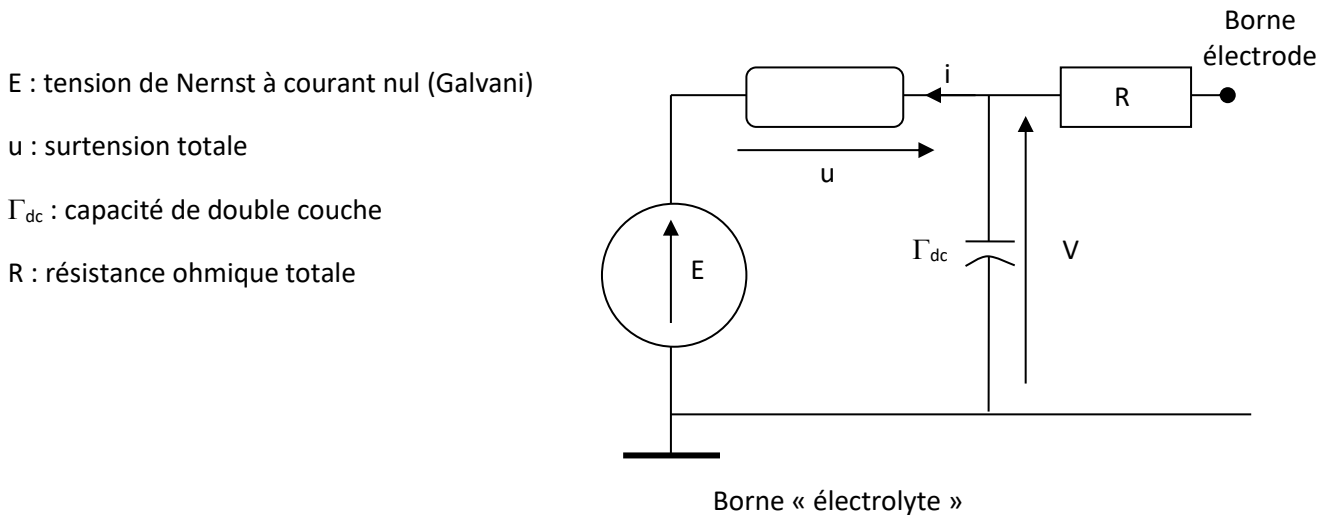 Borne
électrode
E : tension de Nernst à courant nul (Galvani)
i
R
u : surtension totale
u
Γdc : capacité de double couche
Γdc
V
E
R : résistance ohmique totale
Borne « électrolyte »